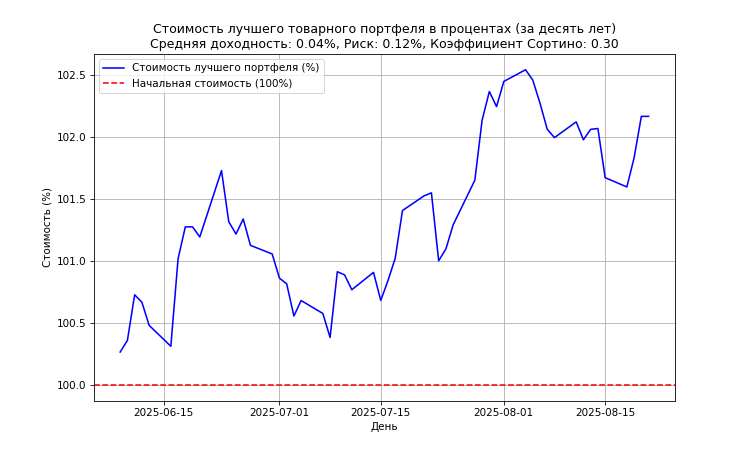 Стоимость лучшего товарного портфеля в процентах (за десять лет)
Средняя доходность: 0.04%, Риск: 0.12%, Коэффициент Сортино: 0.30
Стоимость лучшего портфеля (%)
Начальная стоимость (100%)
Стоимость (%)
102.5
102.0
101.5
101.0
100.5
100.0
2025-06-15
2025-07-01
2025-07-15
2025-08-01
2025-08-15
День